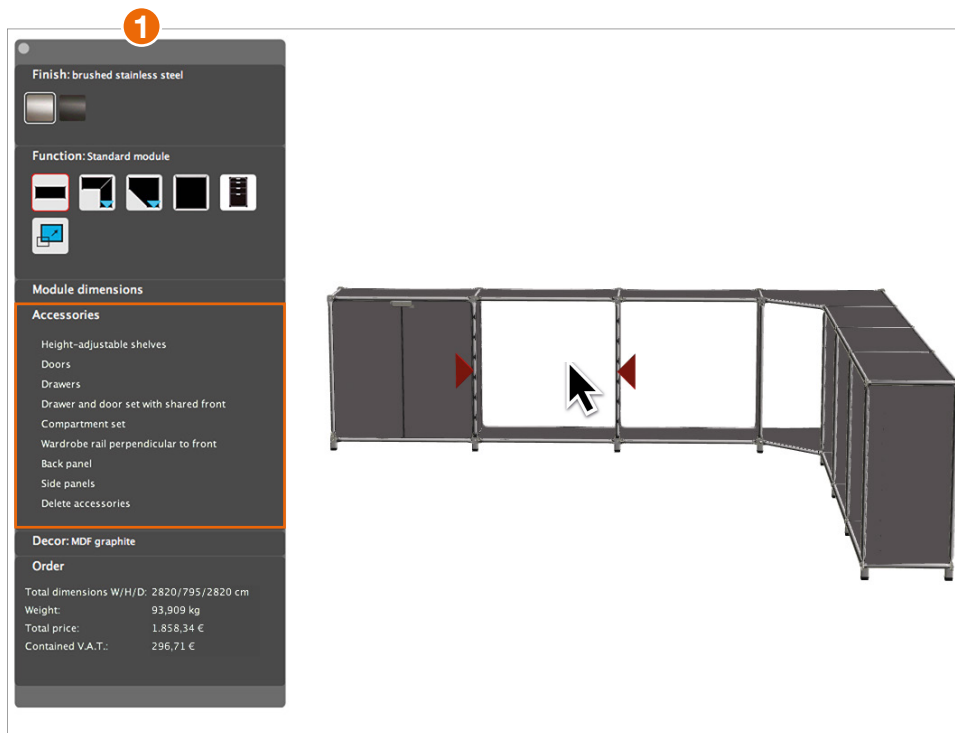 1
Finish: brushed stainless steel
Function: Standard module
Module dimensions
Accessories
Height-adjustable shelves
Doors
Drawers
Drawer and door set with shared front
Compartment set
Wardrobe rail perpendicular to front
Back panel
Side panels
Delete accessories
Decor: MDF graphite
Order
Total dimensions W/H/D: 2820/795/2820 cm
Weight: 93,909 kg
Total price: 1.858,34 €
Contained V.A.T.: 296,71 €